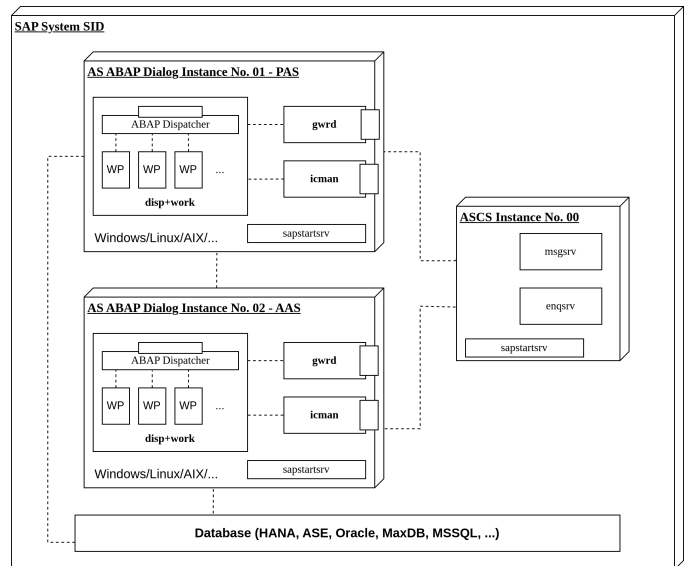 SAP System SID
AS ABAP Dialog Instance No. 01 - PAS
ABAP Dispatcher
gwrd
WP WP WP ...
icman
disp+work
Windows/Linux/AIX/...
sapstartsrv
ASCS Instance No. 00
msgsrv
enqsrv
sapstartsrv
AS ABAP Dialog Instance No. 02 - AAS
ABAP Dispatcher
gwrd
WP WP WP ...
icman
disp+work
Windows/Linux/AIX/...
sapstartsrv
Database (HANA, ASE, Oracle, MaxDB, MSSQL, ...)